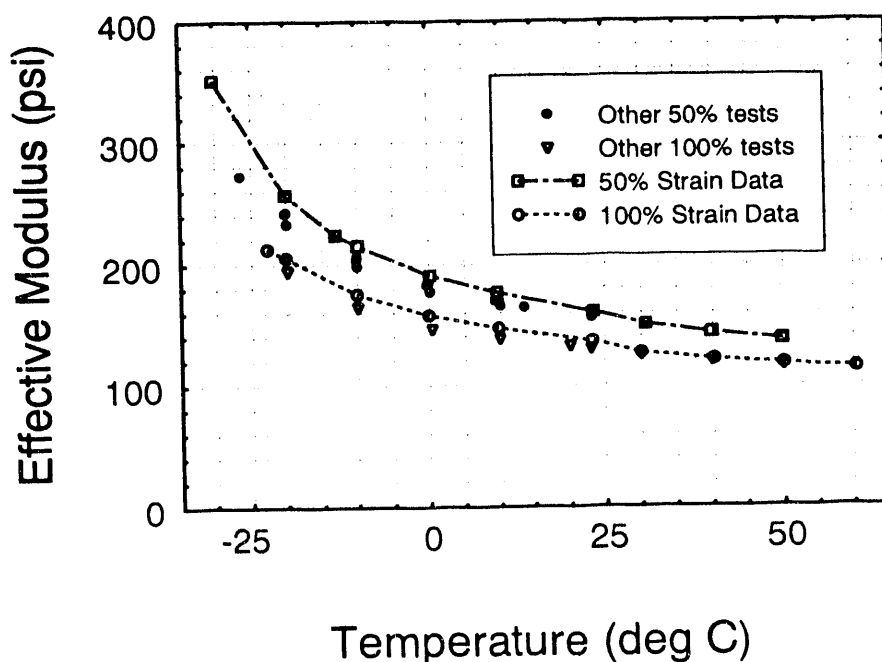 Effective Modulus (psi)
400
300
200
100
0
-25
0
25
50
Temperature (deg C)
Other 50% tests
Other 100% tests
50% Strain Data
100% Strain Data